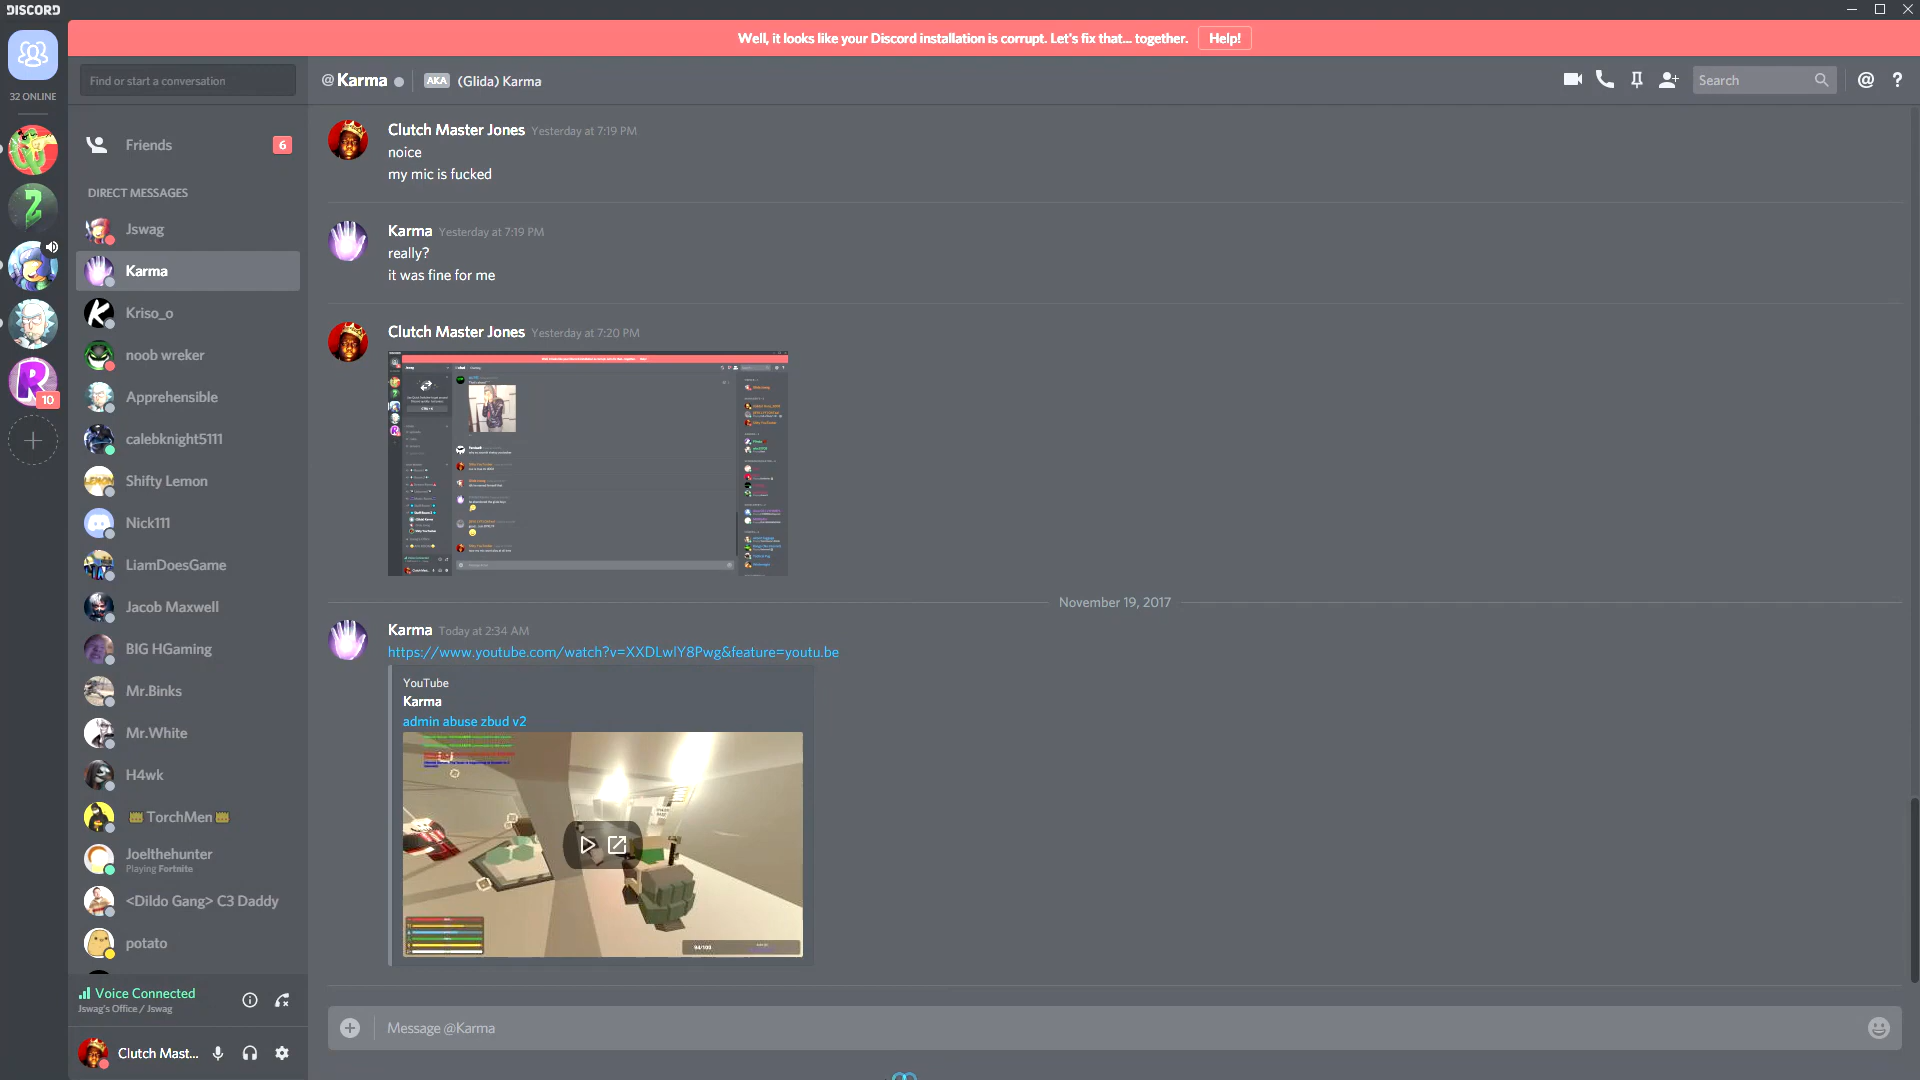 DISCORD
Well, it looks like your Discord installation is corrupt. Let's fix that... together.
Help!
32 ONLINE
10
Find or start a conversation
Friends
6
DIRECT MESSAGES
Jswag
Karma
Kriso_o
noob wreker
Apprehensible
calebknight5111
Shifty Lemon
Nick111
LiamDoesGame
Jacob Maxwell
BIG HGaming
Mr.Binks
Mr.White
H4wk
TorchMen
Joelthehunter
Playing Fortnite
<Dildo Gang> C3 Daddy
potato
Voice Connected
Jswag's Office / Jswag
Clutch Mast...
@Karma
AKA
(Glida) Karma
Search
Clutch Master Jones Yesterday at 7:19 PM
noice
my mic is fucked
Karma Yesterday at 7:19 PM
really?
it was fine for me
Clutch Master Jones Yesterday at 7:20 PM
November 19, 2017
Karma Today at 2:34 AM
https://www.youtube.com/watch?v=XXDLwlY8Pwg&feature=youtu.be
YouTube
Karma
admin abuse zbud v2
94/100
Message @Karma